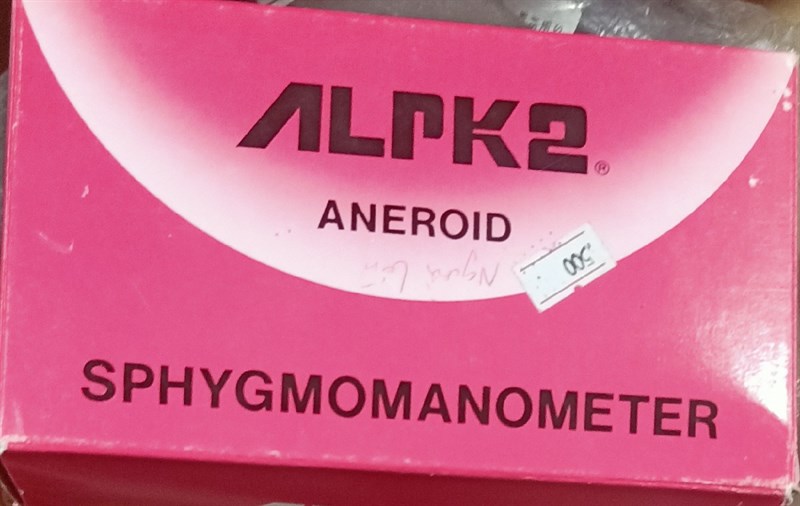 ALPK2®
ANEROID
500
SPHYGMOMANOMETER